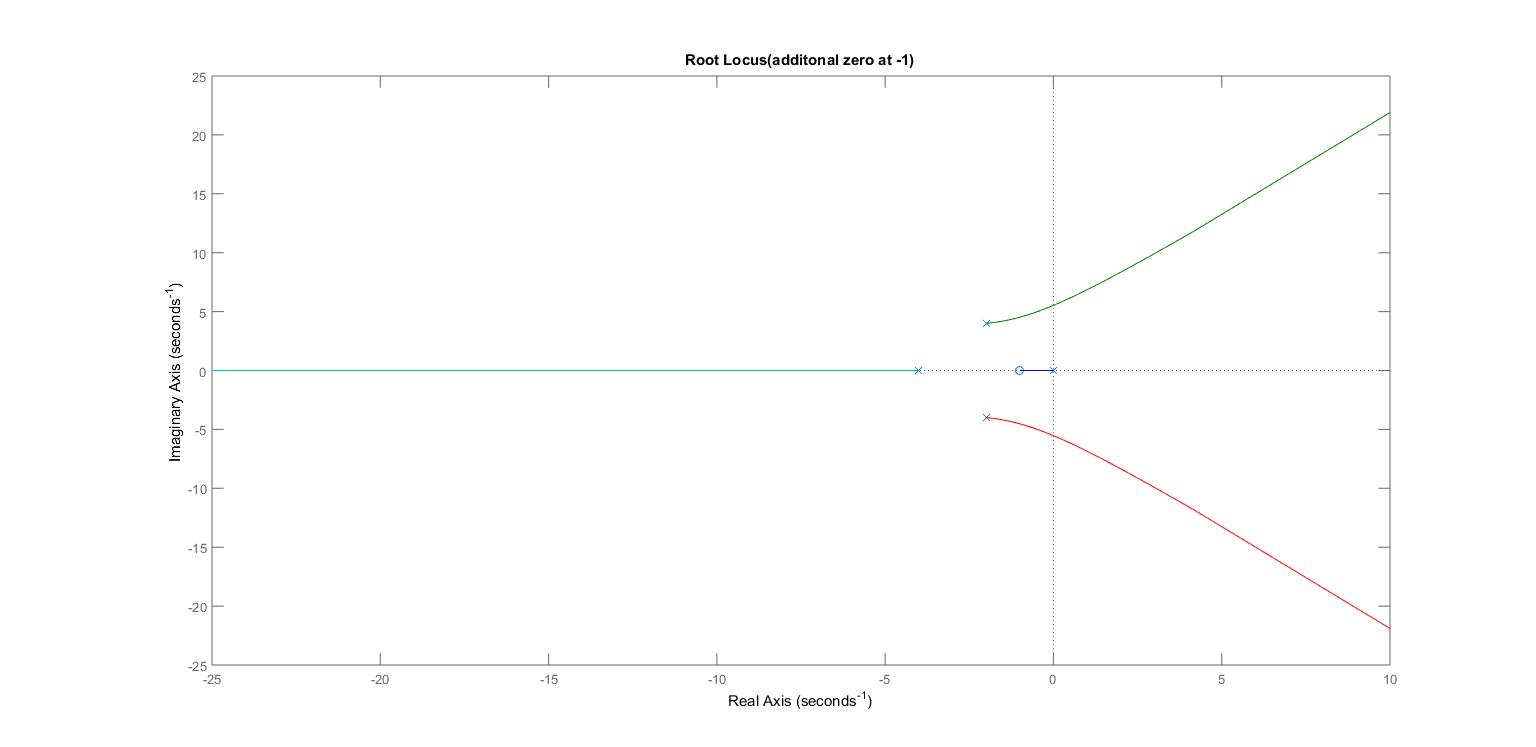 Root Locus(additonal zero at -1)
25
20
15
10
5
0
-5
-10
-15
-20
-25
Imaginary Axis (seconds⁻¹)
-25 -20 -15 -10 -5 0 5 10
Real Axis (seconds⁻¹)